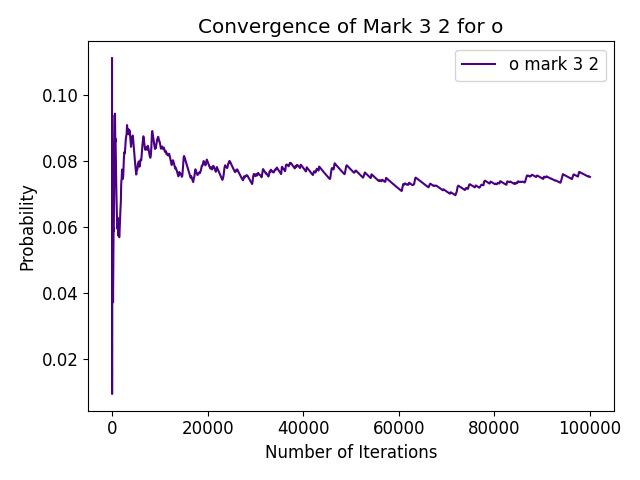 Convergence of Mark 3 2 for o
o mark 3 2
Probability
0.10
0.08
0.06
0.04
0.02
0
20000
40000
60000
80000
100000
Number of Iterations